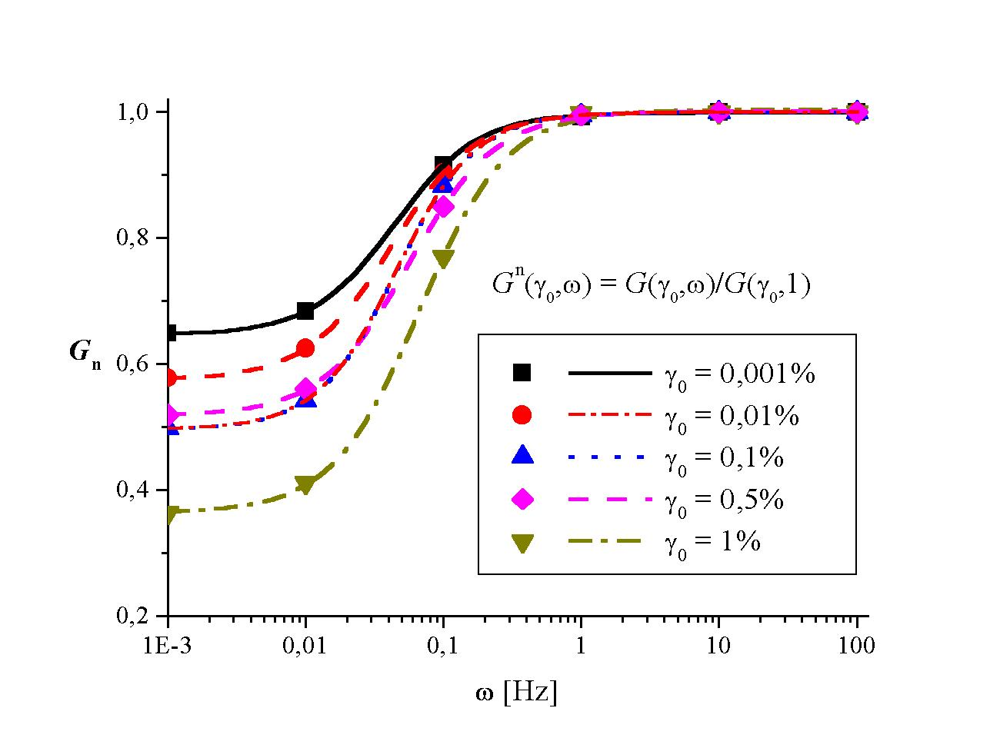 1,0
0,8
0,6
0,4
0,2
Gn
1E-3 0,01 0,1 1 10 100
ω [Hz]
Gⁿ(γ₀,ω) = G(γ₀,ω)/G(γ₀,1)
γ₀ = 0,001%
γ₀ = 0,01%
γ₀ = 0,1%
γ₀ = 0,5%
γ₀ = 1%